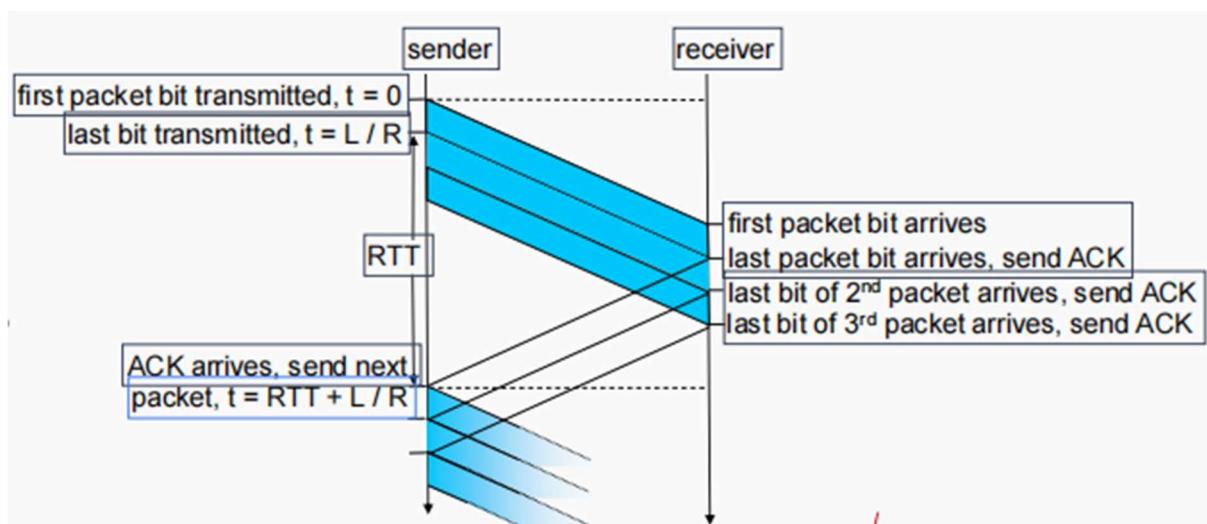 sender
receiver
first packet bit transmitted, t = 0
last bit transmitted, t = L / R
RTT
first packet bit arrives
last packet bit arrives, send ACK
last bit of 2nd packet arrives, send ACK
last bit of 3rd packet arrives, send ACK
ACK arrives, send next
packet, t = RTT + L / R